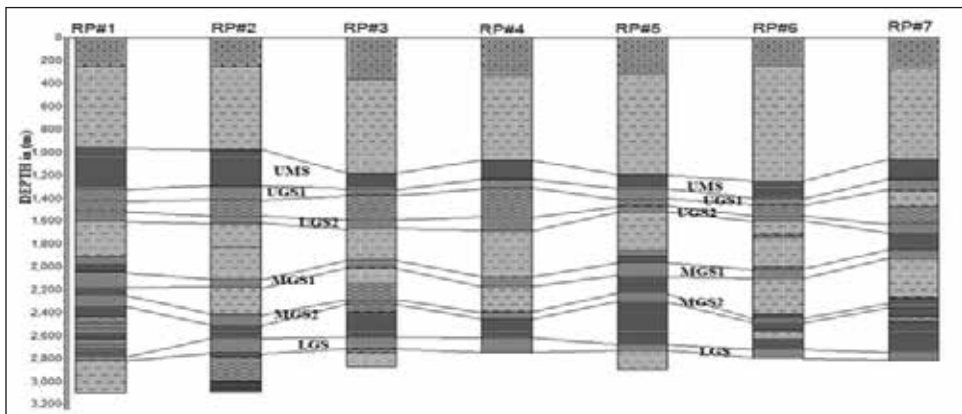 RP#1 RP#2 RP#3 RP#4 RP#5 RP#6 RP#7
DEPTH in (m)
0
200
400
600
800
1,000
1,200
1,400
1,600
1,800
2,000
2,200
2,400
2,600
2,800
3,000
3,200
UMS UMS
UGS1 UGS1
UGS2 UGS2
MGS1 MGS1
MGS2 MGS2
LGS LGS